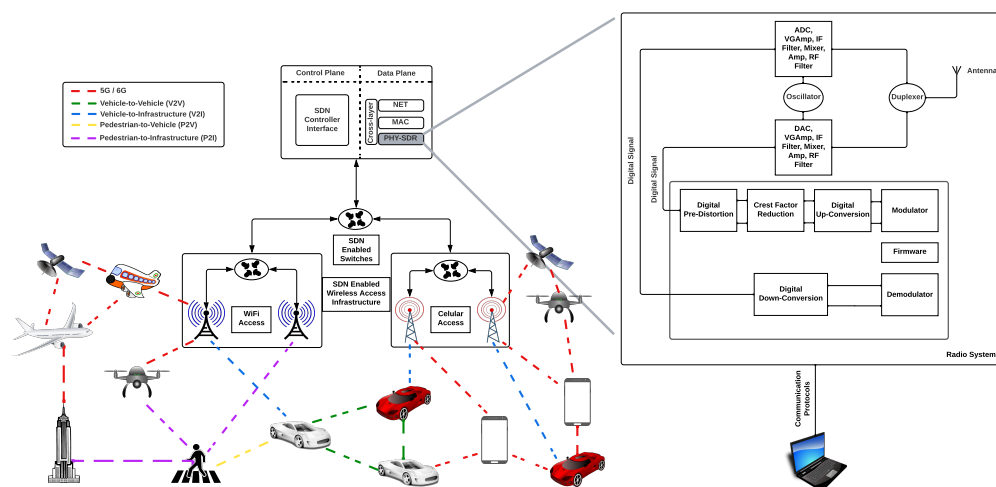 5G / 6G
Vehicle-to-Vehicle (V2V)
Vehicle-to-Infrastructure (V2I)
Pedestrian-to-Vehicle (P2V)
Pedestrian-to-Infrastructure (P2I)
Control Plane
Data Plane
SDN
Controller
Interface
Cross-layer
NET
MAC
PHY-SDR
SDN
Enabled
Switches
SDN Enabled
Wireless Access
Infrastructure
WiFi
Access
Celular
Access
ADC,
VGAmp, IF
Filter, Mixer,
Amp, RF
Filter
Oscillator
Duplexer
Antenna
DAC,
VGAmp, IF
Filter, Mixer,
Amp, RF
Filter
Digital Signal
Digital Signal
Digital
Pre-Distortion
Crest Factor
Reduction
Digital
Up-Conversion
Modulator
Firmware
Digital
Down-Conversion
Demodulator
Radio System
Communication
Protocols